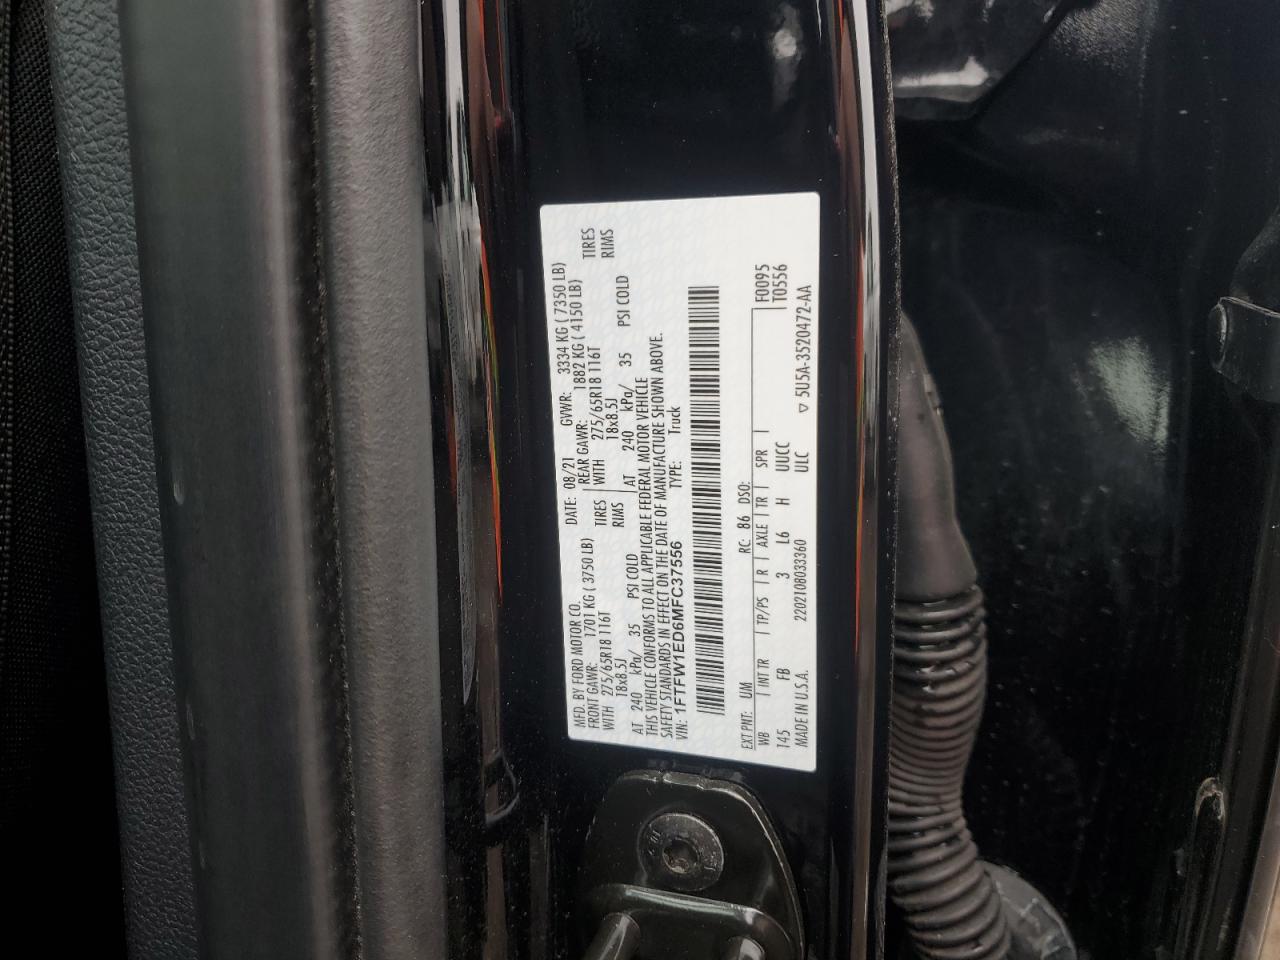 MFD. BY FORD MOTOR CO. DATE: 08/21 GVWR: 3334 KG ( 7350 LB)
FRONT GAWR: 1701 KG ( 3750 LB) REAR GAWR: 1882 KG ( 4150 LB)
WITH 275/65R18 116T TIRES WITH 275/65R18 116T TIRES
18x8.5J RIMS 18x8.5J RIMS
AT 240 kPa/ 35 PSI COLD AT 240 kPa/ 35 PSI COLD
THIS VEHICLE CONFORMS TO ALL APPLICABLE FEDERAL MOTOR VEHICLE
SAFETY STANDARDS IN EFFECT ON THE DATE OF MANUFACTURE SHOWN ABOVE.
VIN: 1FTFW1ED6MFC37556 TYPE: Truck
EXT PNT: UM RC: 86 DSO: F0095
WB INT TR TP/PS R AXLE TR SPR T0556
145 FB 3 L6 H UUCC
MADE IN U.S.A. 2202108033360 ULC ▽ 5U5A-3520472-AA